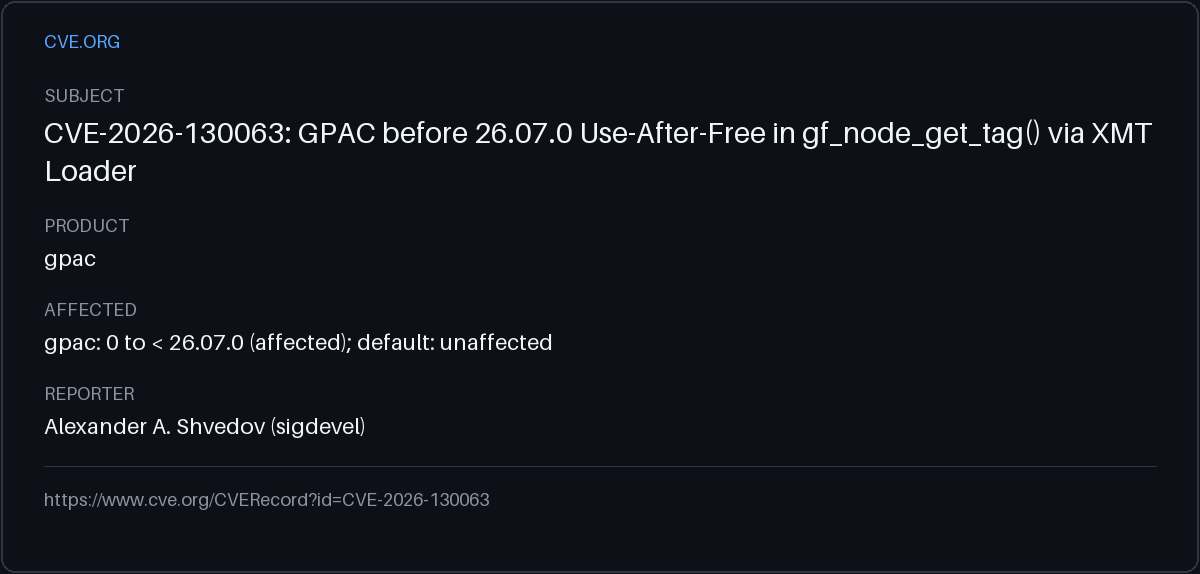 CVE.ORG
SUBJECT
CVE-2026-130063: GPAC before 26.07.0 Use-After-Free in gf_node_get_tag() via XMT
Loader
PRODUCT
gpac
AFFECTED
gpac: 0 to < 26.07.0 (affected); default: unaffected
REPORTER
Alexander A. Shvedov (sigdevel)
https://www.cve.org/CVERecord?id=CVE-2026-130063